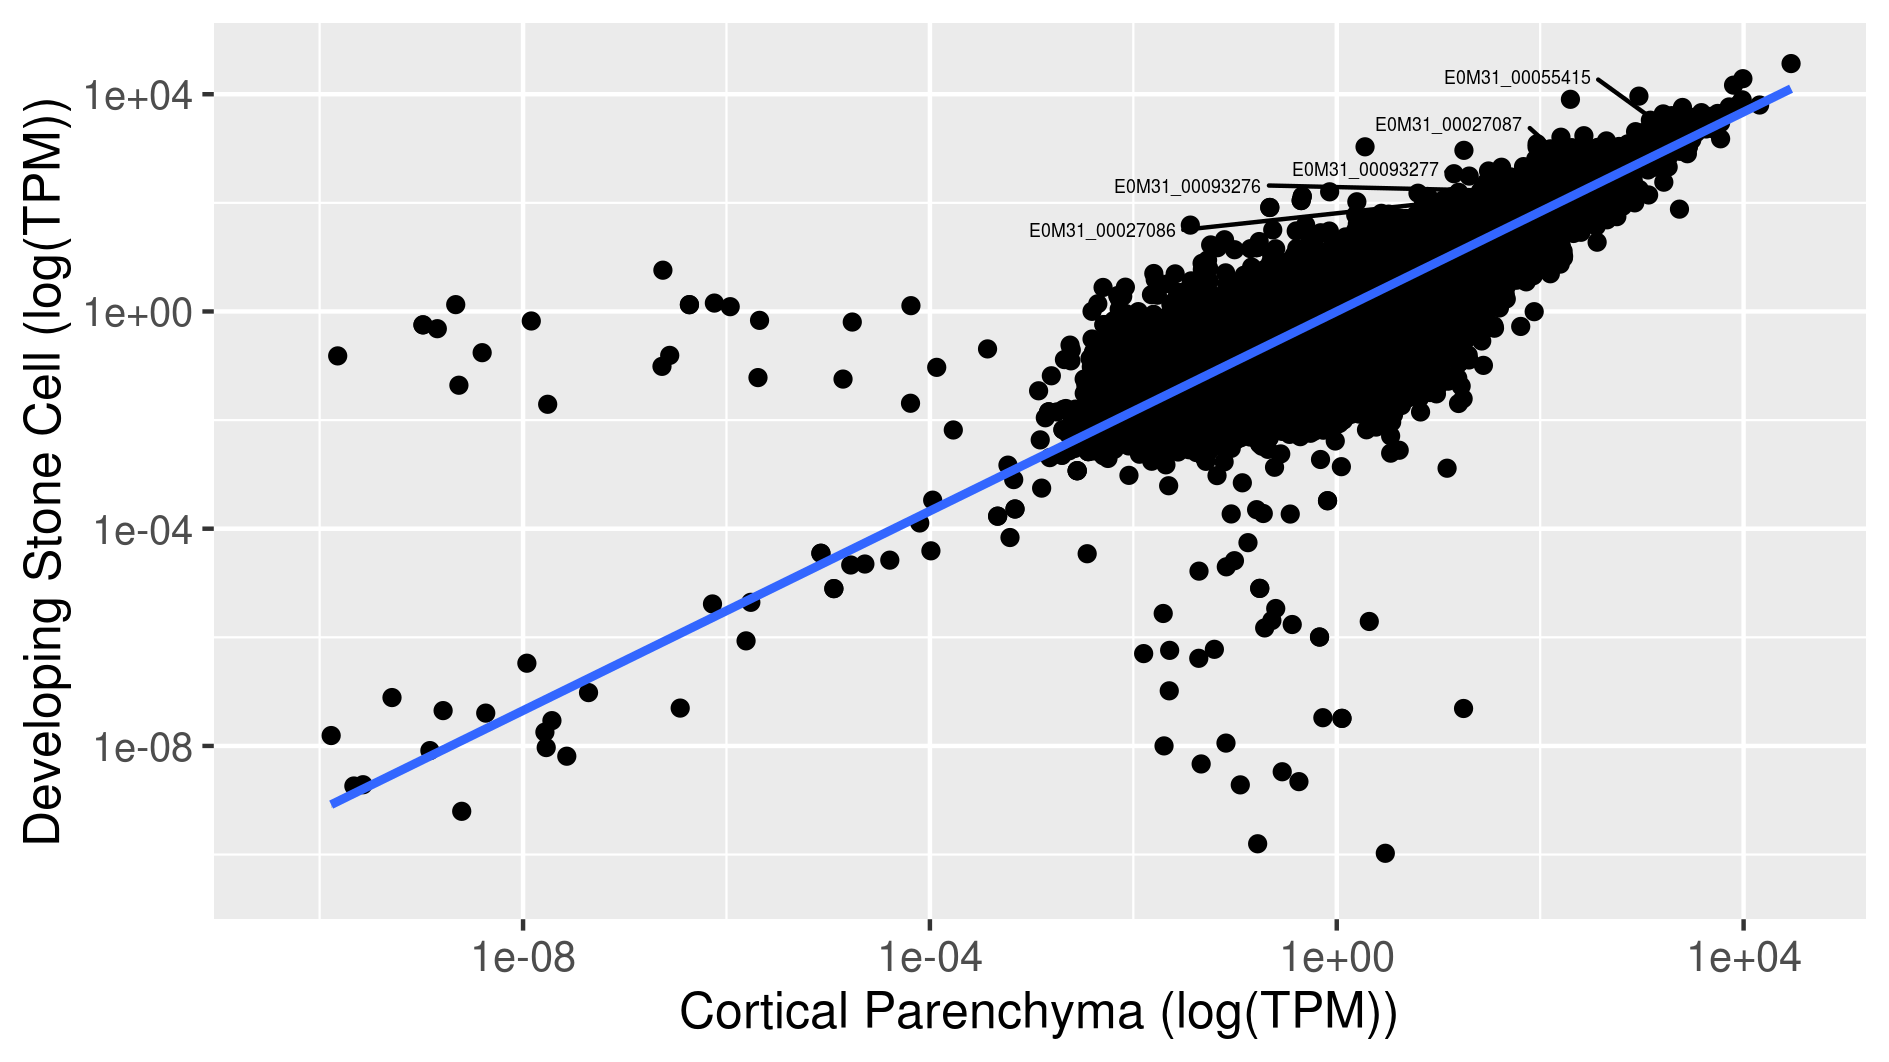 E0M31_00055415
E0M31_00027087
E0M31_00093277
E0M31_00093276
E0M31_00027086
1e+04
1e+00
1e-04
1e-08
Developing Stone Cell (log(TPM))
1e-08 1e-04 1e+00 1e+04
Cortical Parenchyma (log(TPM))